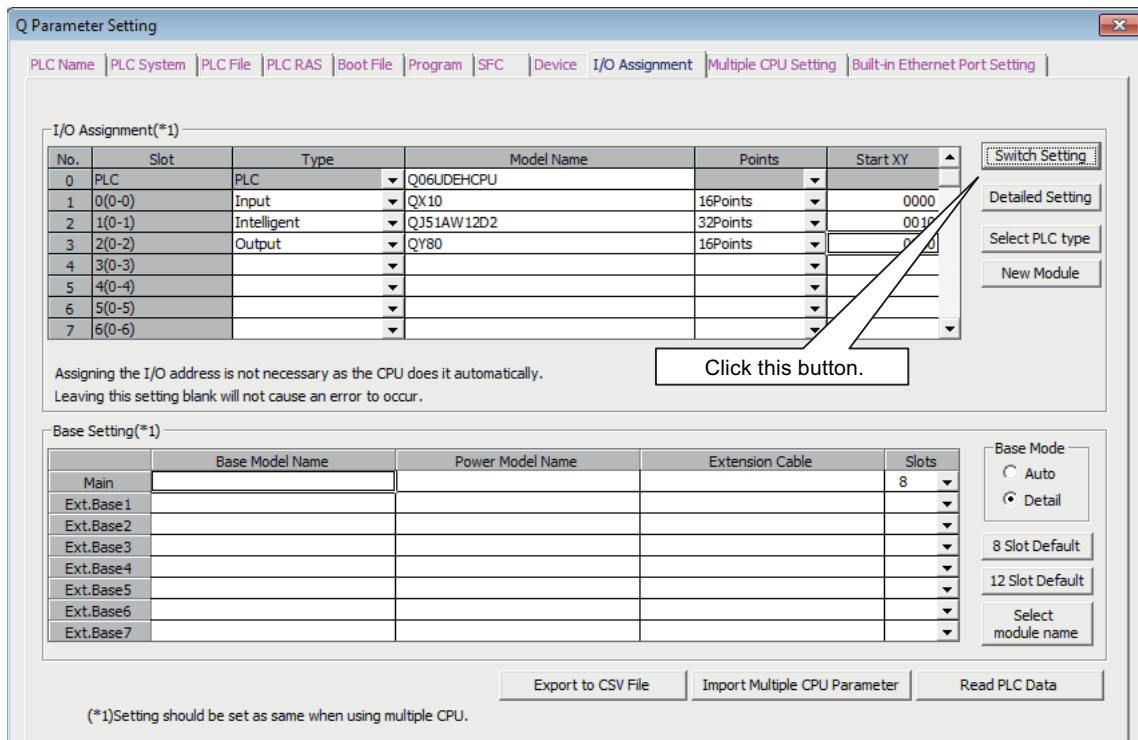 Q Parameter Setting
PLC Name PLC System PLC File PLC RAS Boot File Program SFC Device I/O Assignment Multiple CPU Setting Built-in Ethernet Port Setting
I/O Assignment(*1)
No. Slot Type Model Name Points Start XY
0 PLC PLC Q06UDEHCPU
1 0(0-0) Input QX10 16Points 0000
2 1(0-1) Intelligent QJ51AW12D2 32Points 0010
3 2(0-2) Output QY80 16Points
4 3(0-3)
5 4(0-4)
6 5(0-5)
7 6(0-6)
Switch Setting
Detailed Setting
Select PLC type
New Module
Click this button.
Assigning the I/O address is not necessary as the CPU does it automatically.
Leaving this setting blank will not cause an error to occur.
Base Setting(*1)
Base Model Name Power Model Name Extension Cable Slots
Main 8
Ext.Base1
Ext.Base2
Ext.Base3
Ext.Base4
Ext.Base5
Ext.Base6
Ext.Base7
Base Mode
Auto
Detail
8 Slot Default
12 Slot Default
Select
module name
Export to CSV File Import Multiple CPU Parameter Read PLC Data
(*1)Setting should be set as same when using multiple CPU.